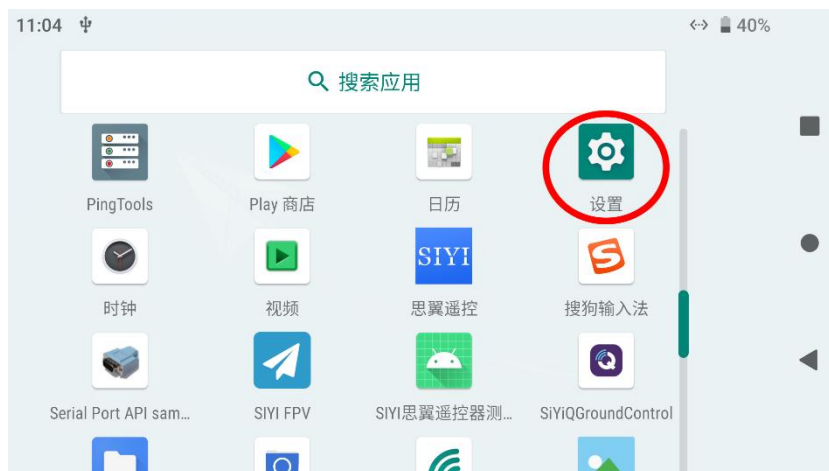 11:04 40%
搜索应用
PingTools Play 商店 日历 设置
SIYI
时钟 视频 思翼遥控 搜狗输入法
Serial Port API sam... SIYI FPV SIYI思翼遥控器测... SiYiQGroundControl